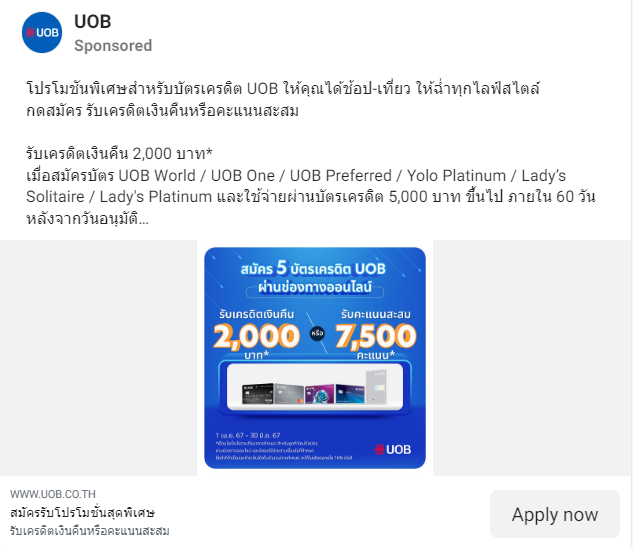 UOB
UOB
Sponsored
โปรโมชันพิเศษสำหรับบัตรเครดิต UOB ให้คุณได้ช้อป-เที่ยว ให้ฉ่ำทุกไลฟ์สไตล์
กดสมัคร รับเครดิตเงินคืนหรือคะแนนสะสม
รับเครดิตเงินคืน 2,000 บาท*
เมื่อสมัครบัตร UOB World / UOB One / UOB Preferred / Yolo Platinum / Lady’s
Solitaire / Lady's Platinum และใช้จ่ายผ่านบัตรเครดิต 5,000 บาท ขึ้นไป ภายใน 60 วัน
หลังจากวันอนุมัติ...
สมัคร 5 บัตรเครดิต UOB
ผ่านช่องทางออนไลน์
รับเครดิตเงินคืน
2,000
บาท*
หรือ
รับคะแนนสะสม
7,500
คะแนน*
1 เม.ย. 67 - 30 มิ.ย. 67
UOB
WWW.UOB.CO.TH
สมัครรับโปรโมชั่นสุดพิเศษ
รับเครดิตเงินคืนหรือคะแนนสะสม
Apply now